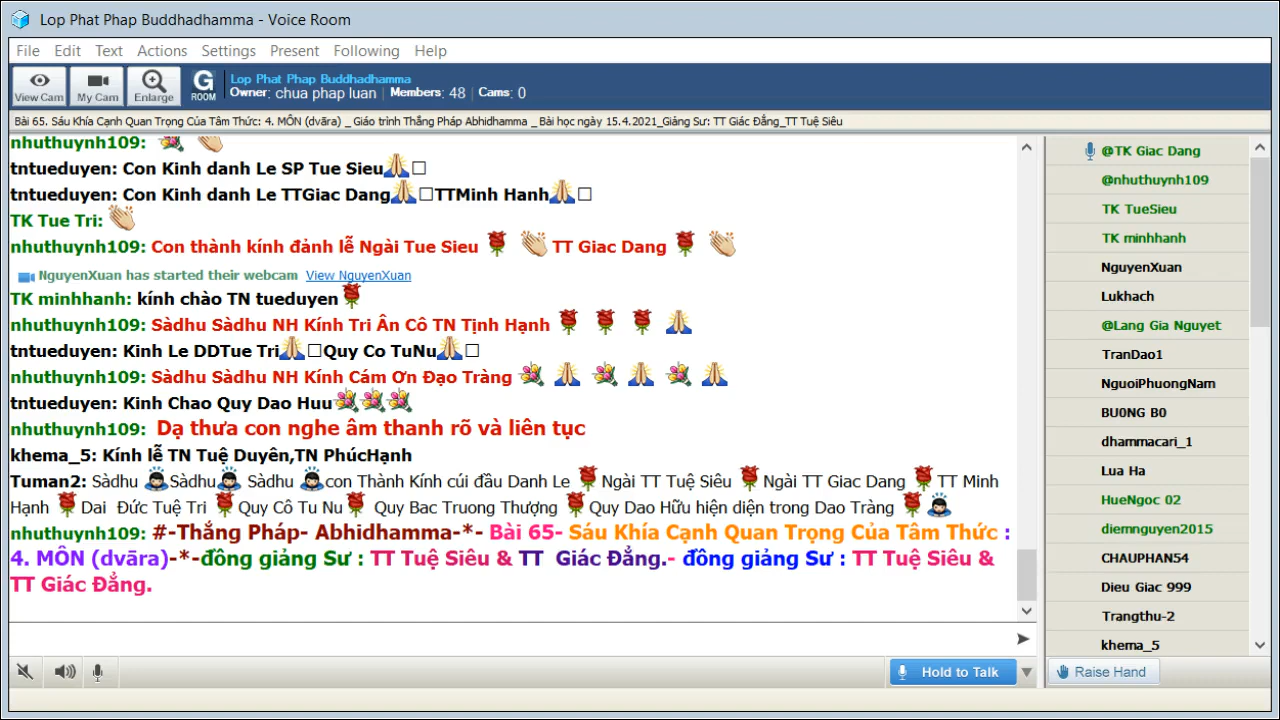 Lop Phat Phap Buddhadhamma - Voice Room
File Edit Text Actions Settings Present Following Help
View Cam My Cam Enlarge G ROOM
Lop Phat Phap Buddhadhamma
Owner: chua phap luan | Members: 48 | Cams: 0
Bài 65. Sáu Khía Cạnh Quan Trọng Của Tâm Thức: 4. MÔN (dvāra) _ Giáo trình Thắng Pháp Abhidhamma _ Bài học ngày 15.4.2021_Giảng Sư: TT Giác Đẳng_TT Tuệ Siêu
nhuthuynh109:
tntueduyen: Con Kinh danh Le SP Tue Sieu🙏□
tntueduyen: Con Kinh danh Le TTGiac Dang🙏□TTMinh Hanh🙏□
TK Tue Tri:
nhuthuynh109: Con thành kính đảnh lễ Ngài Tue Sieu 🌹 👏 TT Giac Dang 🌹 👏
NguyenXuan has started their webcam View NguyenXuan
TK minhhanh: kính chào TN tueduyen🌹
nhuthuynh109: Sàdhu Sàdhu NH Kính Tri Ân Cô TN Tịnh Hạnh 🌹 🌹 🌹 🙏
tntueduyen: Kinh Le DDTue Tri🙏□Quy Co TuNu🙏□
nhuthuynh109: Sàdhu Sàdhu NH Kính Cám Ơn Đạo Tràng 💐 🙏 💐 🙏 💐 🙏
tntueduyen: Kinh Chao Quy Dao Huu💐💐💐
nhuthuynh109: Dạ thưa con nghe âm thanh rõ và liên tục
khema_5: Kính lễ TN Tuệ Duyên,TN PhúcHạnh
Tuman2: Sàdhu 🙇Sàdhu🙇 Sàdhu 🙇con Thành Kính cúi đầu Danh Le 🌹Ngài TT Tuệ Siêu 🌹Ngài TT Giac Dang 🌹TT Minh
Hạnh 🌹Dai Đức Tuệ Tri 🌹Quy Cô Tu Nu🌹 Quy Bac Truong Thượng 🌹Quy Dao Hữu hiện diện trong Dao Tràng 🌹🙇
nhuthuynh109: #-Thắng Pháp- Abhidhamma-*- Bài 65- Sáu Khía Cạnh Quan Trọng Của Tâm Thức :
4. MÔN (dvāra)-*-đồng giảng Sư : TT Tuệ Siêu & TT Giác Đẳng.- đồng giảng Sư : TT Tuệ Siêu &
TT Giác Đẳng.
Hold to Talk
@TK Giac Dang
@nhuthuynh109
TK TueSieu
TK minhhanh
NguyenXuan
Lukhach
@Lang Gia Nguyet
TranDao1
NguoiPhuongNam
BU0NG B0
dhammacari_1
Lua Ha
HueNgoc 02
diemnguyen2015
CHAUPHAN54
Dieu Giac 999
Trangthu-2
khema_5
Raise Hand